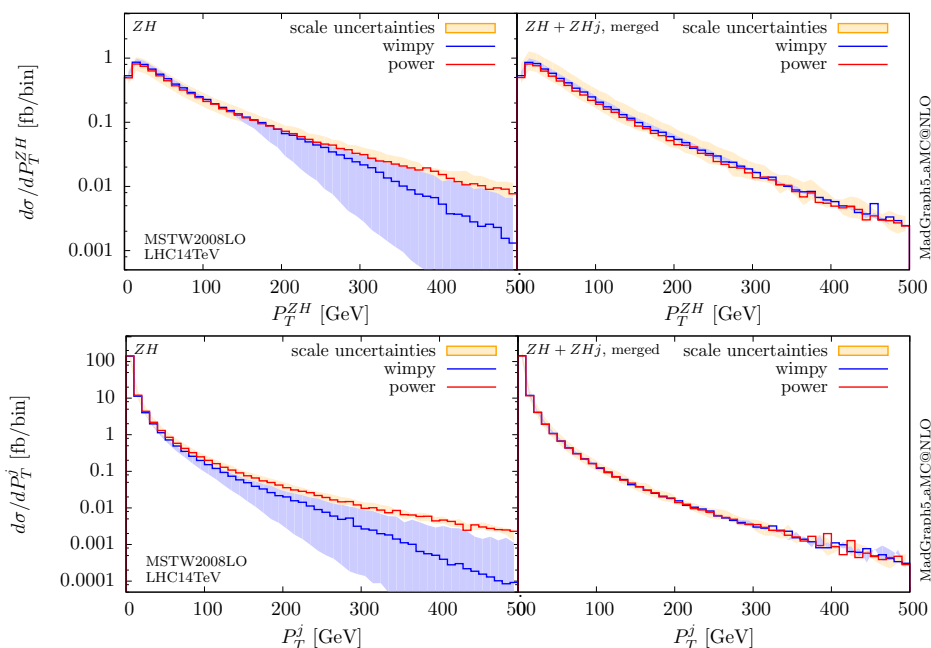 ZH
scale uncertainties
wimpy
power
1
0.1
0.01
0.001
dσ/dP_T^{ZH} [fb/bin]
MSTW2008LO
LHC14TeV
0 100 200 300 400 500
P_T^{ZH} [GeV]
ZH + ZHj, merged
scale uncertainties
wimpy
power
0 100 200 300 400 500
P_T^{ZH} [GeV]
MadGraph5_aMC@NLO
ZH
scale uncertainties
wimpy
power
100
10
1
0.1
0.01
0.001
0.0001
dσ/dP_T^j [fb/bin]
MSTW2008LO
LHC14TeV
0 100 200 300 400 500
P_T^j [GeV]
ZH + ZHj, merged
scale uncertainties
wimpy
power
0 100 200 300 400 500
P_T^j [GeV]
MadGraph5_aMC@NLO